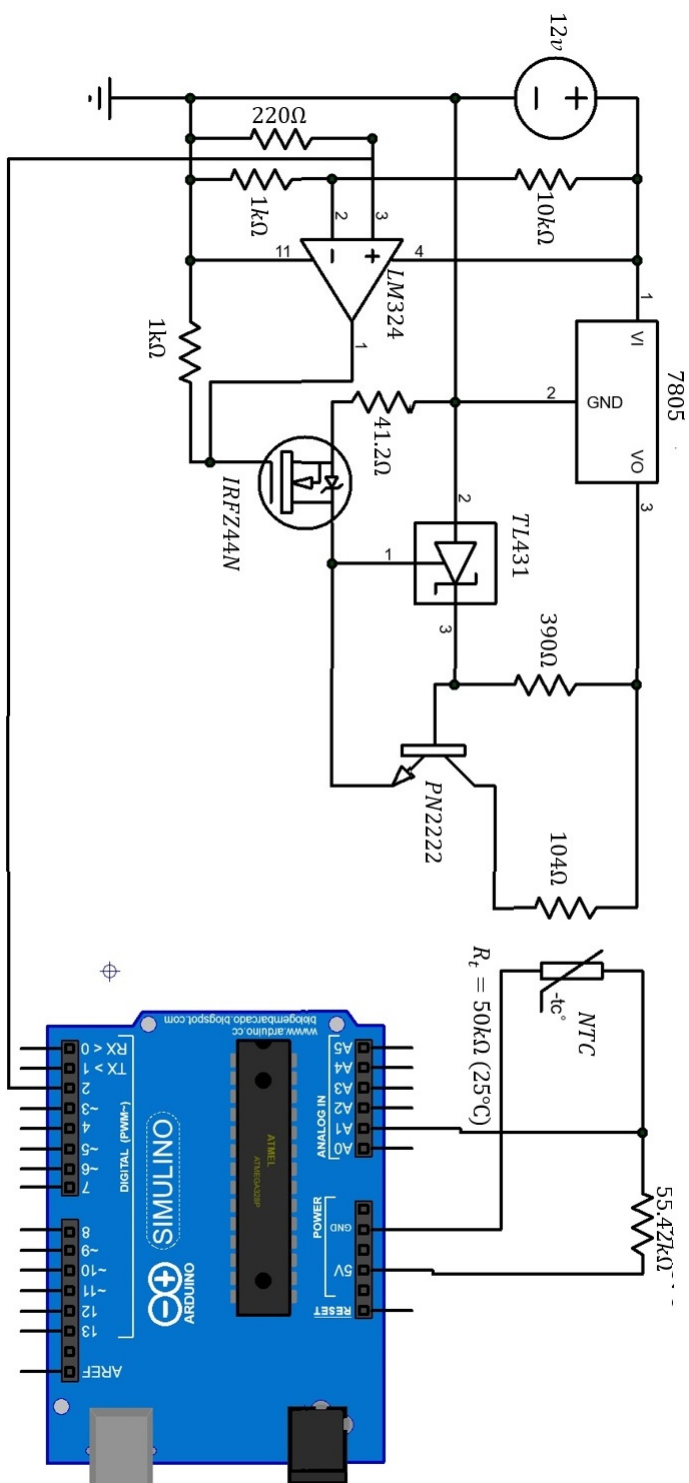 12v
220Ω
1kΩ
10kΩ
2
3
11
4
LM324
1
1kΩ
1
VI
7805
GND
2
VO
3
41.2Ω
IRFZ44N
2
TL431
1
3
390Ω
PN2222
104Ω
NTC
-tc°
Rₜ = 50kΩ (25°C)
55.42kΩ
www.arduino.cc
blogembarcado.blogspot.com
RX < 0
TX > 1
2
~3
4
~5
~6
7
DIGITAL (PWM~)
8
~9
~10
~11
12
13
AREF
SIMULINO
ARDUINO
ATMEL
ATMEGA328P
ANALOG IN
A5
A4
A3
A2
A1
A0
POWER
GND
5V
RESET